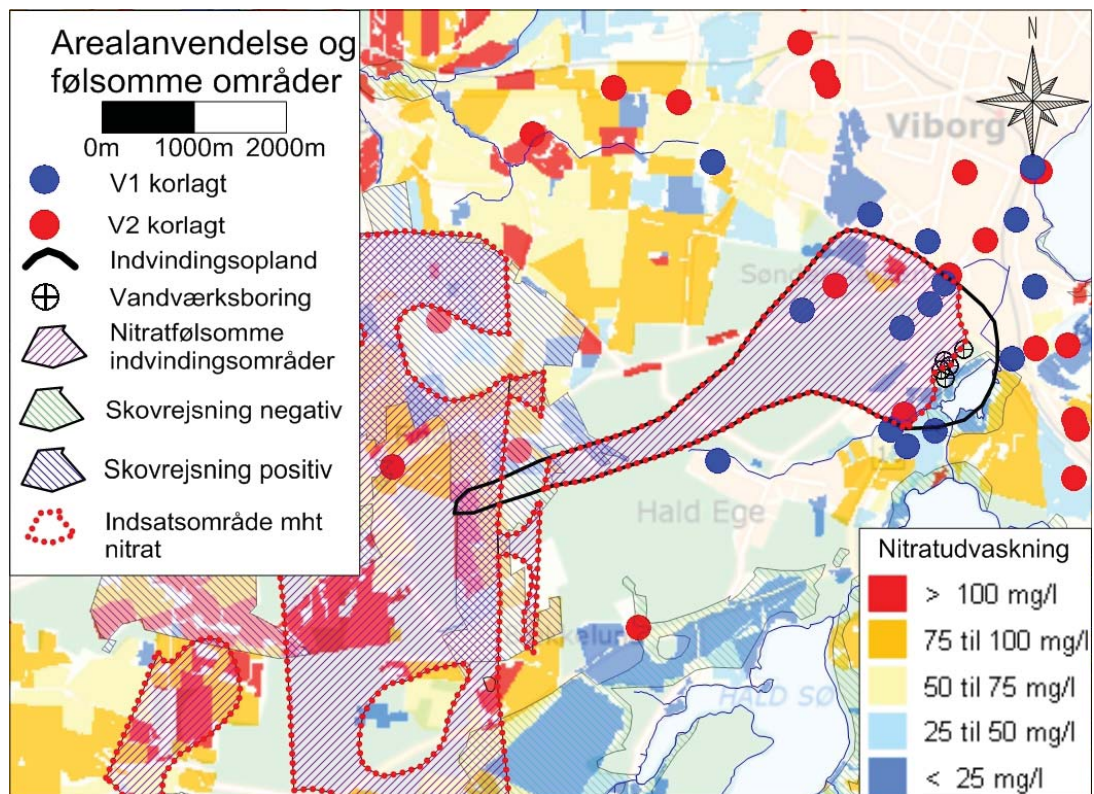 Arealanvendelse og
følsomme områder
0m 1000m 2000m
V1 korlagt
V2 korlagt
Indvindingsopland
Vandværksboring
Nitratfølsomme
indvindingsområder
Skovrejsning negativ
Skovrejsning positiv
Indsatsområde mht
nitrat
N
Viborg
Hald Ege
HALD SØ
Nitratudvaskning
> 100 mg/l
75 til 100 mg/l
50 til 75 mg/l
25 til 50 mg/l
< 25 mg/l